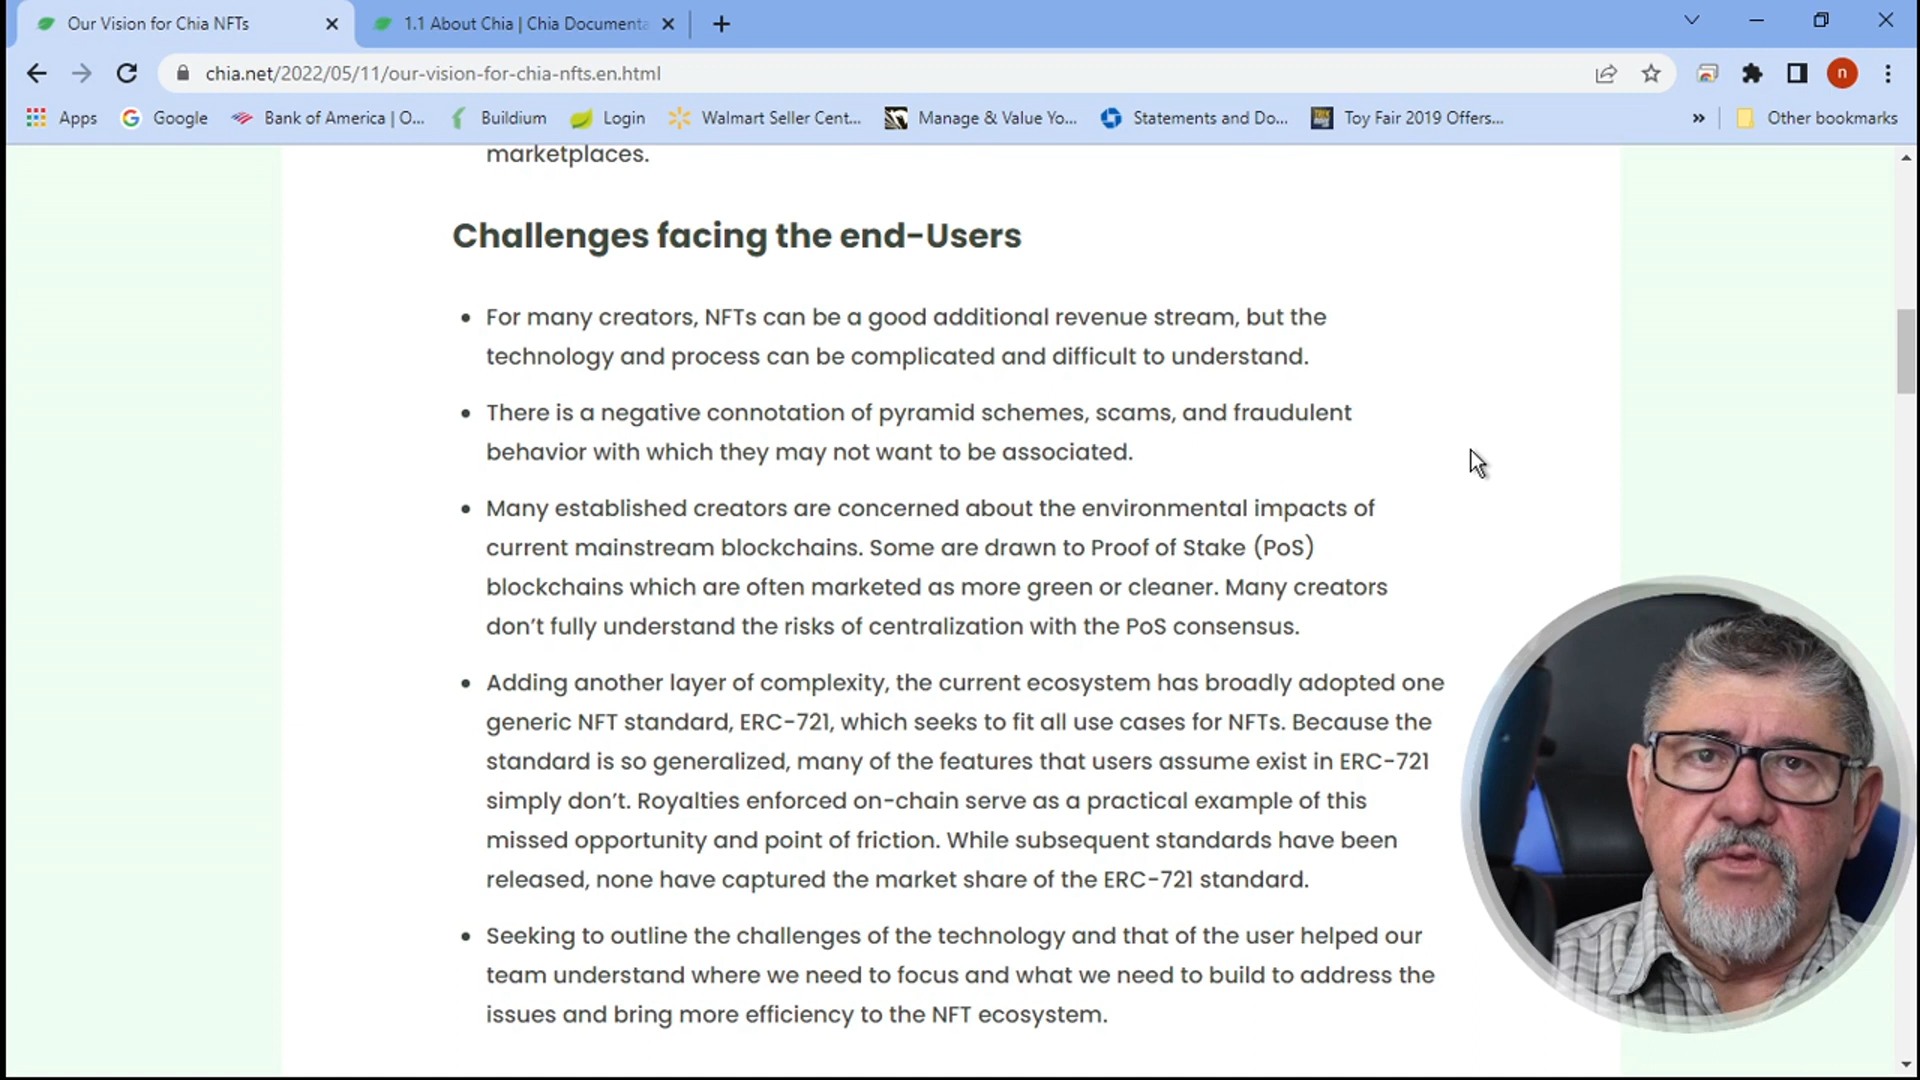 Our Vision for Chia NFTs
1.1 About Chia | Chia Documenta
chia.net/2022/05/11/our-vision-for-chia-nfts.en.html
n
Apps
Google
Bank of America | O...
Buildium
Login
Walmart Seller Cent...
Manage & Value Yo...
Statements and Do...
Toy Fair 2019 Offers...
»
Other bookmarks
marketplaces.
Challenges facing the end-Users
• For many creators, NFTs can be a good additional revenue stream, but the
technology and process can be complicated and difficult to understand.
• There is a negative connotation of pyramid schemes, scams, and fraudulent
behavior with which they may not want to be associated.
• Many established creators are concerned about the environmental impacts of
current mainstream blockchains. Some are drawn to Proof of Stake (PoS)
blockchains which are often marketed as more green or cleaner. Many creators
don’t fully understand the risks of centralization with the PoS consensus.
• Adding another layer of complexity, the current ecosystem has broadly adopted one
generic NFT standard, ERC-721, which seeks to fit all use cases for NFTs. Because the
standard is so generalized, many of the features that users assume exist in ERC-721
simply don’t. Royalties enforced on-chain serve as a practical example of this
missed opportunity and point of friction. While subsequent standards have been
released, none have captured the market share of the ERC-721 standard.
• Seeking to outline the challenges of the technology and that of the user helped our
team understand where we need to focus and what we need to build to address the
issues and bring more efficiency to the NFT ecosystem.